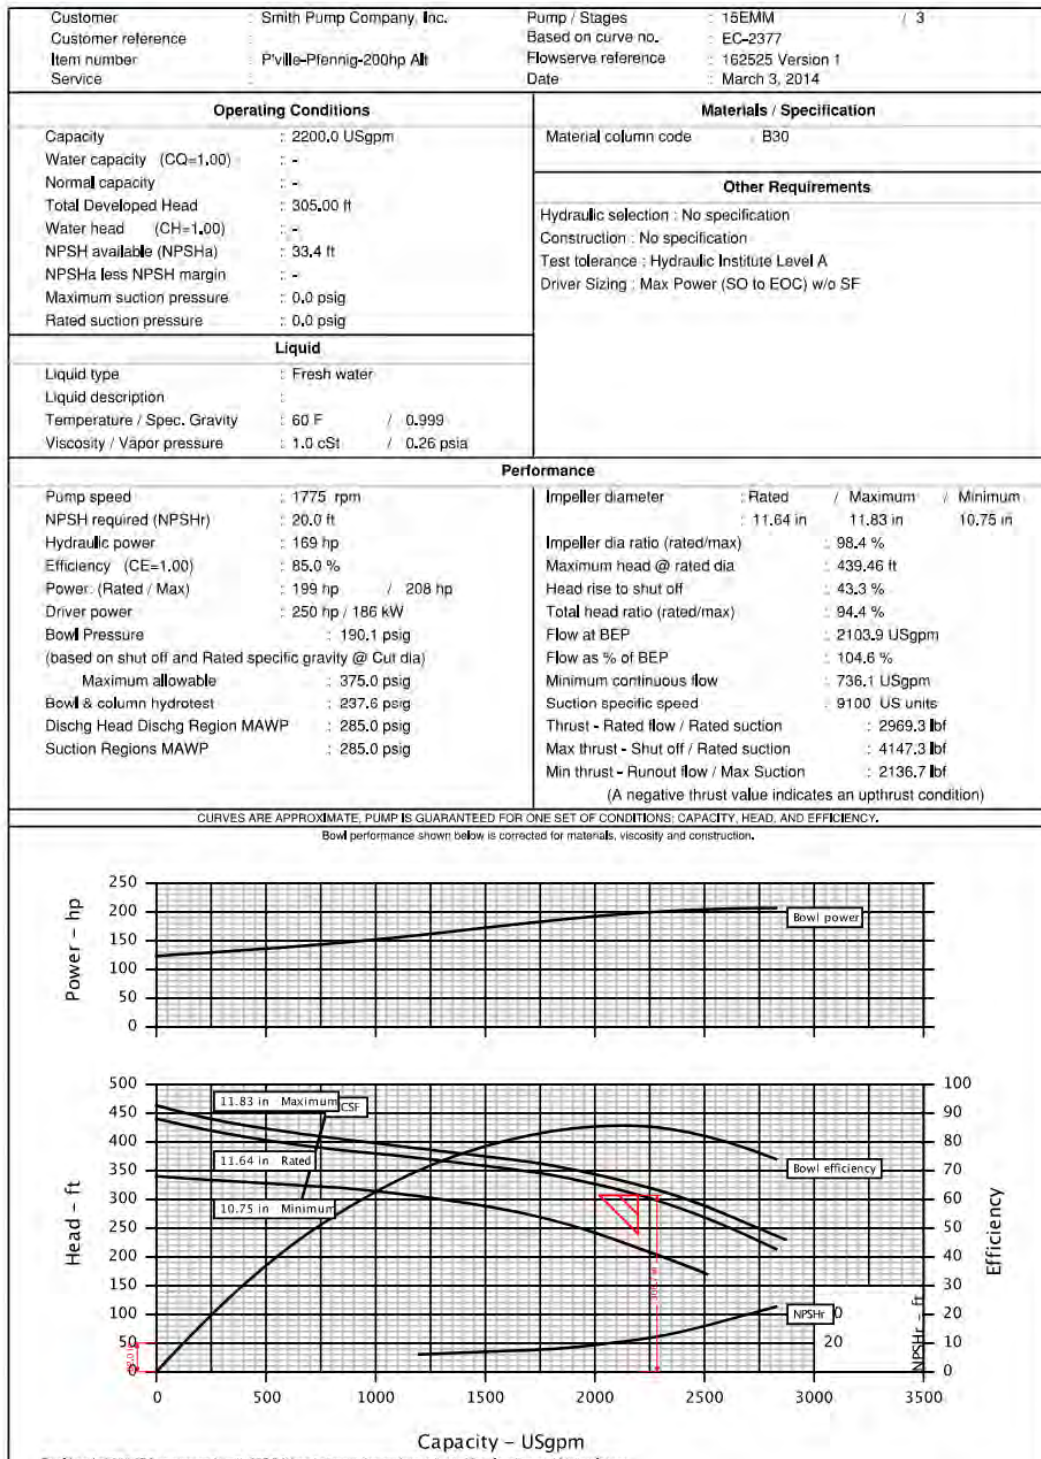 Customer : Smith Pump Company, Inc. Pump / Stages : 15EMM / 3
Customer reference : Based on curve no. : EC-2377
Item number : P'ville-Pfennig-200hp Alt Flowserve reference : 162525 Version 1
Service : Date : March 3, 2014
Operating Conditions
Capacity : 2200.0 USgpm
Water capacity (CQ=1.00) : -
Normal capacity : -
Total Developed Head : 305.00 ft
Water head (CH=1.00) : -
NPSH available (NPSHa) : 33.4 ft
NPSHa less NPSH margin : -
Maximum suction pressure : 0.0 psig
Rated suction pressure : 0.0 psig
Materials / Specification
Material column code : B30
Other Requirements
Hydraulic selection : No specification
Construction : No specification
Test tolerance : Hydraulic Institute Level A
Driver Sizing : Max Power (SO to EOC) w/o SF
Liquid
Liquid type : Fresh water
Liquid description :
Temperature / Spec. Gravity : 60 F / 0.999
Viscosity / Vapor pressure : 1.0 cSt / 0.26 psia
Performance
Pump speed : 1775 rpm
NPSH required (NPSHr) : 20.0 ft
Hydraulic power : 169 hp
Efficiency (CE=1.00) : 85.0 %
Power: (Rated / Max) : 199 hp / 208 hp
Driver power : 250 hp / 186 kW
Bowl Pressure : 190.1 psig
(based on shut off and Rated specific gravity @ Cut dia)
Maximum allowable : 375.0 psig
Bowl & column hydrotest : 237.6 psig
Dischg Head Dischg Region MAWP : 285.0 psig
Suction Regions MAWP : 285.0 psig
Impeller diameter : Rated / Maximum / Minimum
: 11.64 in 11.83 in 10.75 in
Impeller dia ratio (rated/max) : 98.4 %
Maximum head @ rated dia : 439.46 ft
Head rise to shut off : 43.3 %
Total head ratio (rated/max) : 94.4 %
Flow at BEP : 2103.9 USgpm
Flow as % of BEP : 104.6 %
Minimum continuous flow : 736.1 USgpm
Suction specific speed : 9100 US units
Thrust - Rated flow / Rated suction : 2969.3 lbf
Max thrust - Shut off / Rated suction : 4147.3 lbf
Min thrust - Runout flow / Max Suction : 2136.7 lbf
(A negative thrust value indicates an upthrust condition)
CURVES ARE APPROXIMATE, PUMP IS GUARANTEED FOR ONE SET OF CONDITIONS; CAPACITY, HEAD, AND EFFICIENCY.
Bowl performance shown below is corrected for materials, viscosity and construction.
Power - hp
250
200
150
100
50
0
Bowl power
Head - ft
500
450
400
350
300
250
200
150
100
50
0
11.83 in Maximum
CSF
11.64 in Rated
10.75 in Minimum
Bowl efficiency
NPSHr
0
20
NPSHr - ft
100
90
80
70
60
50
40
30
20
10
0
Efficiency
0 500 1000 1500 2000 2500 3000 3500
Capacity - USgpm